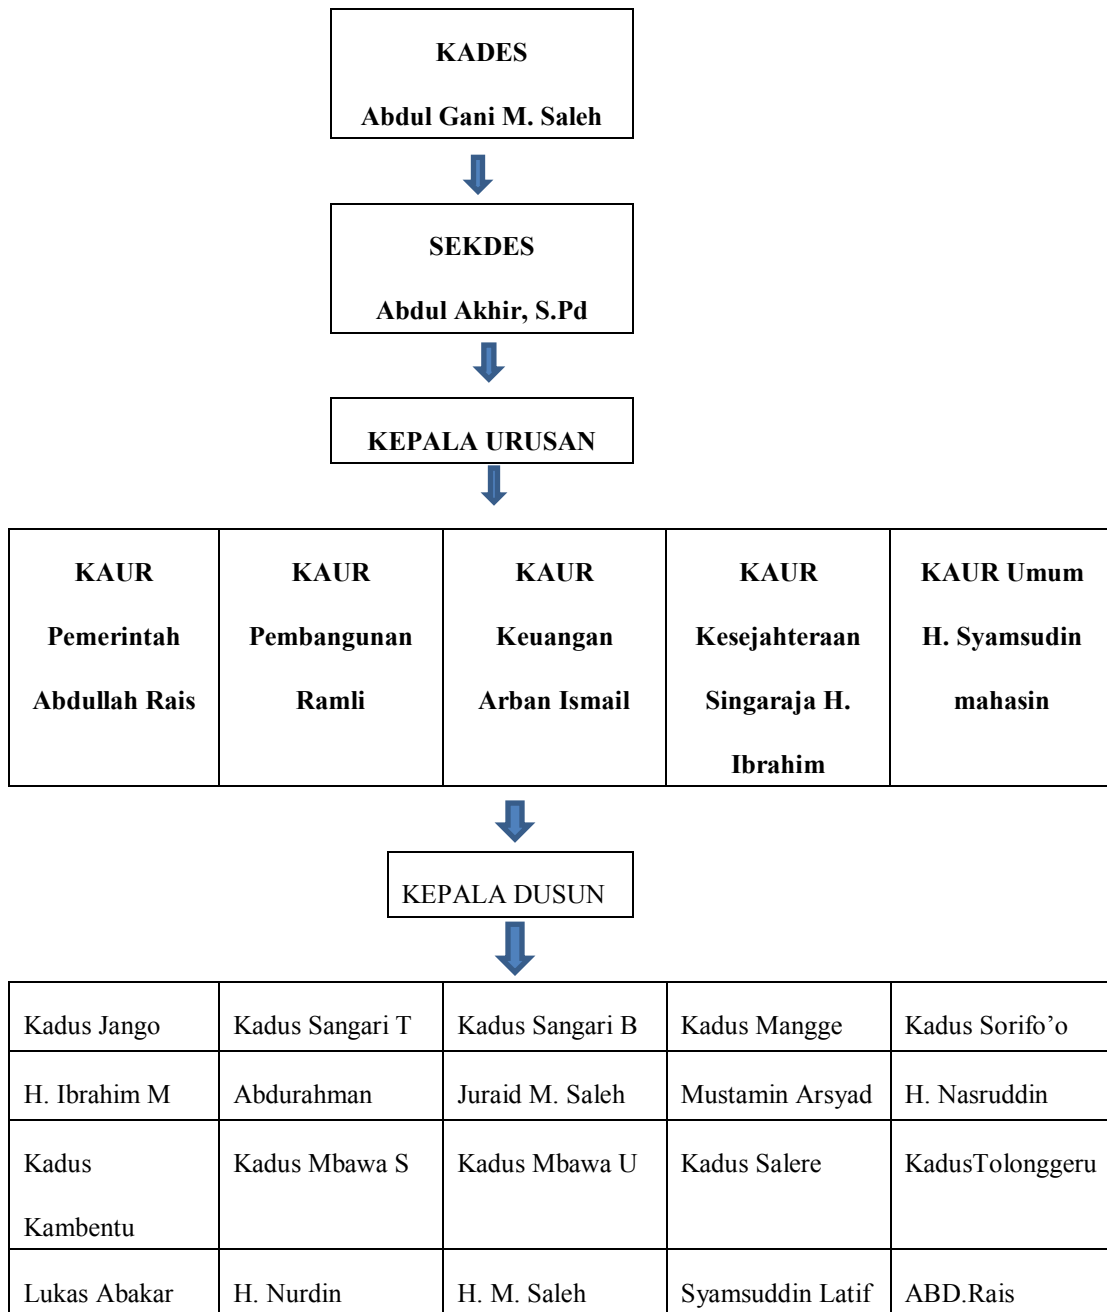 KADES
Abdul Gani M. Saleh
SEKDES
Abdul Akhir, S.Pd
KEPALA URUSAN
KAUR
Pemerintah
Abdullah Rais
KAUR
Pembangunan
Ramli
KAUR
Keuangan
Arban Ismail
KAUR
Kesejahteraan
Singaraja H.
Ibrahim
KAUR Umum
H. Syamsudin
mahasin
KEPALA DUSUN
Kadus Jango
Kadus Sangari T
Kadus Sangari B
Kadus Mangge
Kadus Sorifo’o
H. Ibrahim M
Abdurahman
Juraid M. Saleh
Mustamin Arsyad
H. Nasruddin
Kadus
Kambentu
Kadus Mbawa S
Kadus Mbawa U
Kadus Salere
KadusTolonggeru
Lukas Abakar
H. Nurdin
H. M. Saleh
Syamsuddin Latif
ABD.Rais